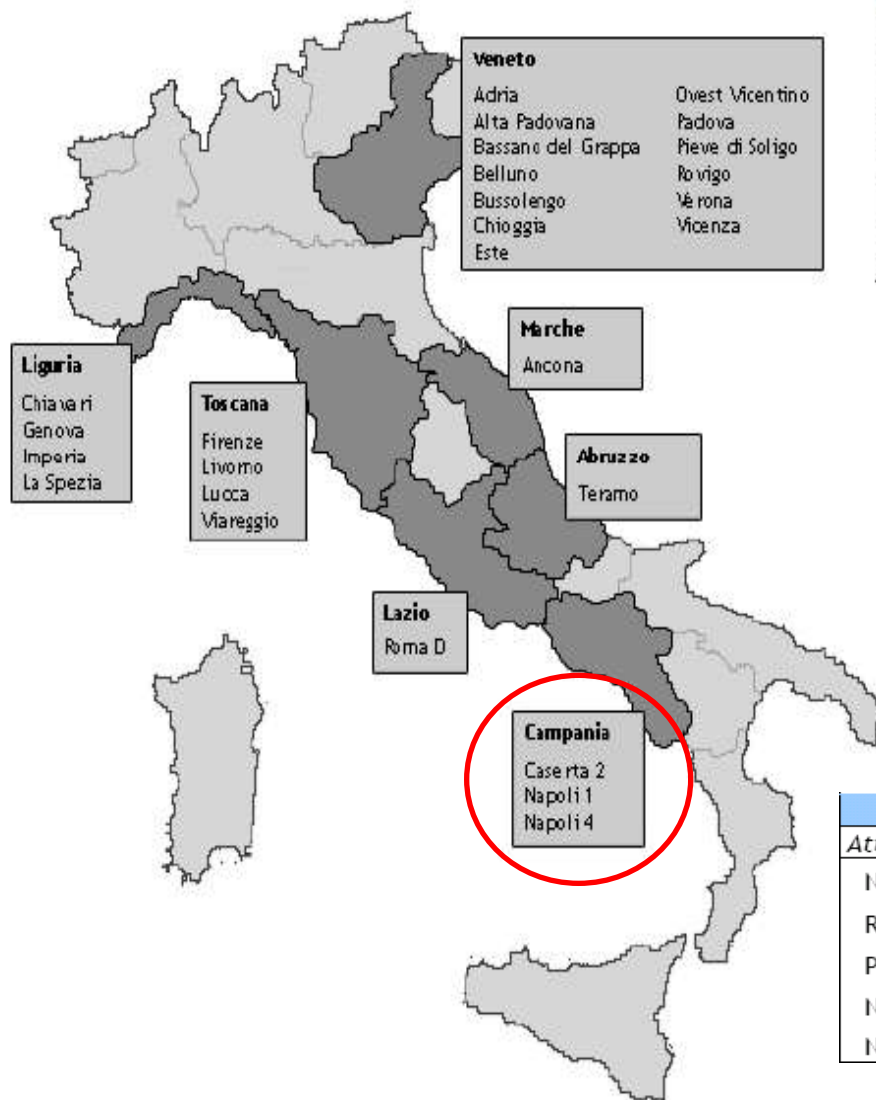 Veneto
Adria
Alta Padovana
Bassano del Grappa
Belluno
Bussolengo
Chioggia
Este
Ovest Vicentino
Padova
Pieve di Soligo
Rovigo
Verona
Vicenza
Marche
Ancona
Liguria
Chiavari
Genova
Imperia
La Spezia
Toscana
Firenze
Livorno
Lucca
Viareggio
Abruzzo
Teramo
Lazio
Roma D
Campania
Caserta 2
Napoli 1
Napoli 4